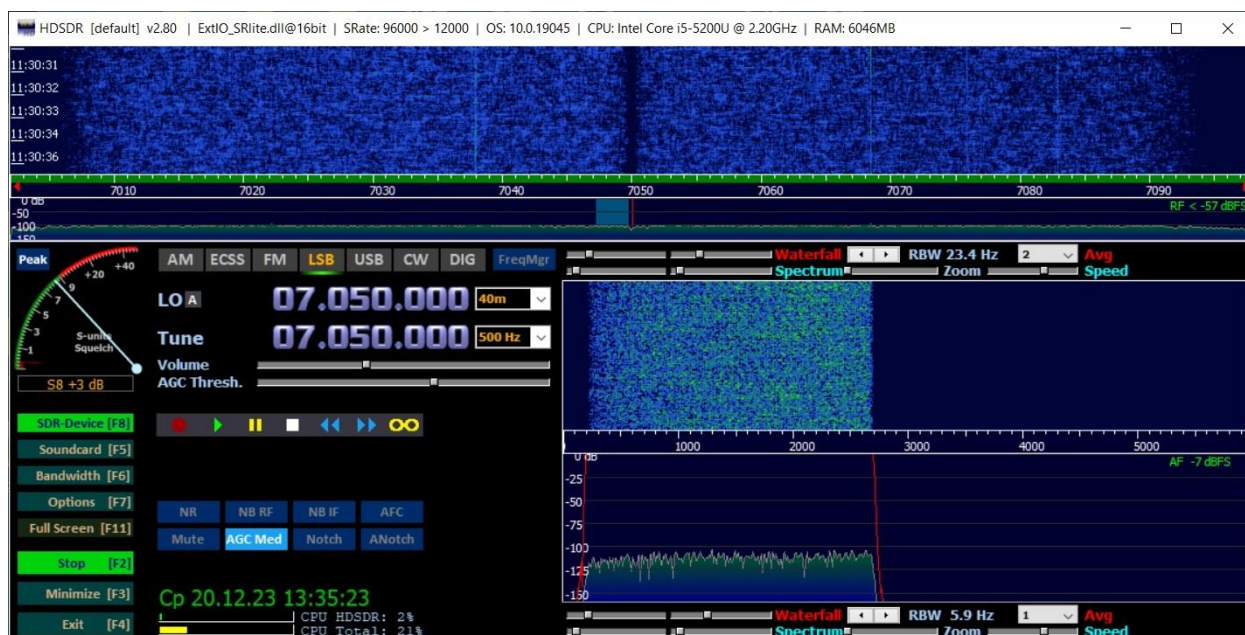 HDSDR [default] v2.80 | ExtIO_SRlite.dll@16bit | SRate: 96000 > 12000 | OS: 10.0.19045 | CPU: Intel Core i5-5200U @ 2.20GHz | RAM: 6046MB
11:30:31
11:30:32
11:30:33
11:30:34
11:30:36
7010 7020 7030 7040 7050 7060 7070 7080 7090
0 dB
-50
-100
150
RF < -57 dBFS
Peak
1 3 5 7 9 +20 +40
S-units
Squelch
S8 +3 dB
AM ECSS FM LSB USB CW DIG FreqMgr
LO A 07.050.000 40m
Tune 07.050.000 500 Hz
Volume
AGC Thresh.
Waterfall RBW 23.4 Hz 2 Avg
Spectrum Zoom Speed
SDR-Device [F8]
Soundcard [F5]
Bandwidth [F6]
Options [F7]
Full Screen [F11]
Stop [F2]
Minimize [F3]
Exit [F4]
NR NB RF NB IF AFC
Mute AGC Med Notch ANotch
Ср 20.12.23 13:35:23
CPU HDSDR: 2%
CPU Total: 21%
1000 2000 3000 4000 5000
0 dB
-25
-50
-75
-100
-125
-150
AF -7 dBFS
Waterfall RBW 5.9 Hz 1 Avg
Spectrum Zoom Speed